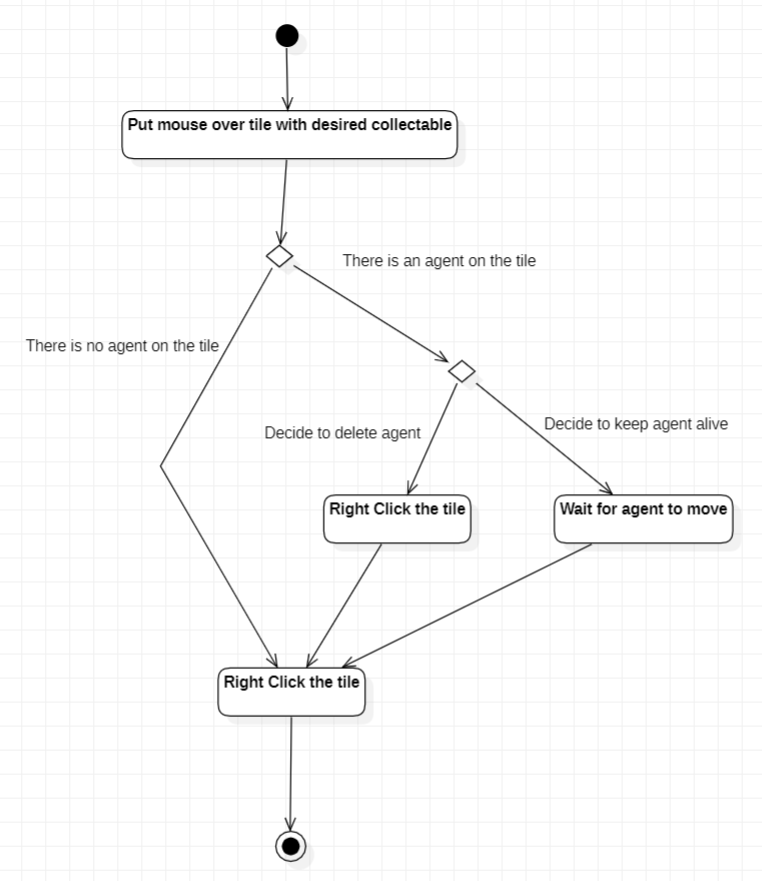 Put mouse over tile with desired collectable
There is an agent on the tile
There is no agent on the tile
Decide to delete agent
Decide to keep agent alive
Right Click the tile
Wait for agent to move
Right Click the tile